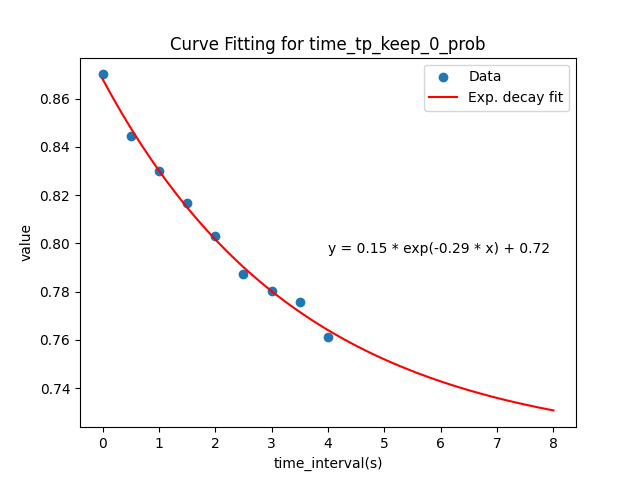 Curve Fitting for time_tp_keep_0_prob
Data
Exp. decay fit
0.86
0.84
0.82
0.80
0.78
0.76
0.74
value
y = 0.15 * exp(-0.29 * x) + 0.72
0 1 2 3 4 5 6 7 8
time_interval(s)